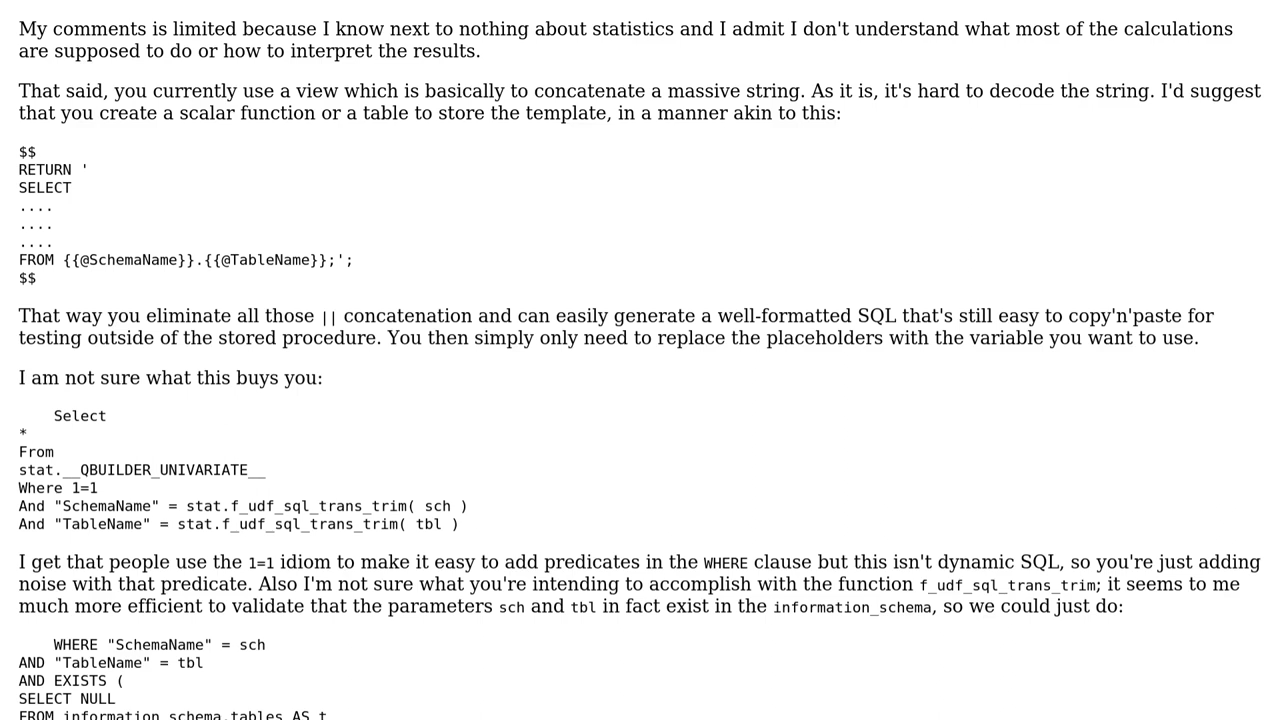 My comments is limited because I know next to nothing about statistics and I admit I don't understand what most of the calculations
are supposed to do or how to interpret the results.
That said, you currently use a view which is basically to concatenate a massive string. As it is, it's hard to decode the string. I'd suggest
that you create a scalar function or a table to store the template, in a manner akin to this:
$$
RETURN '
SELECT
....
....
....
FROM {{@SchemaName}}.{{@TableName}};';
$$
That way you eliminate all those || concatenation and can easily generate a well-formatted SQL that's still easy to copy'n'paste for
testing outside of the stored procedure. You then simply only need to replace the placeholders with the variable you want to use.
I am not sure what this buys you:
Select
*
From
stat.__QBUILDER_UNIVARIATE__
Where 1=1
And "SchemaName" = stat.f_udf_sql_trans_trim( sch )
And "TableName" = stat.f_udf_sql_trans_trim( tbl )
I get that people use the 1=1 idiom to make it easy to add predicates in the WHERE clause but this isn't dynamic SQL, so you're just adding
noise with that predicate. Also I'm not sure what you're intending to accomplish with the function f_udf_sql_trans_trim; it seems to me
much more efficient to validate that the parameters sch and tbl in fact exist in the information_schema, so we could just do:
WHERE "SchemaName" = sch
AND "TableName" = tbl
AND EXISTS (
SELECT NULL
FROM information_schema.tables AS t